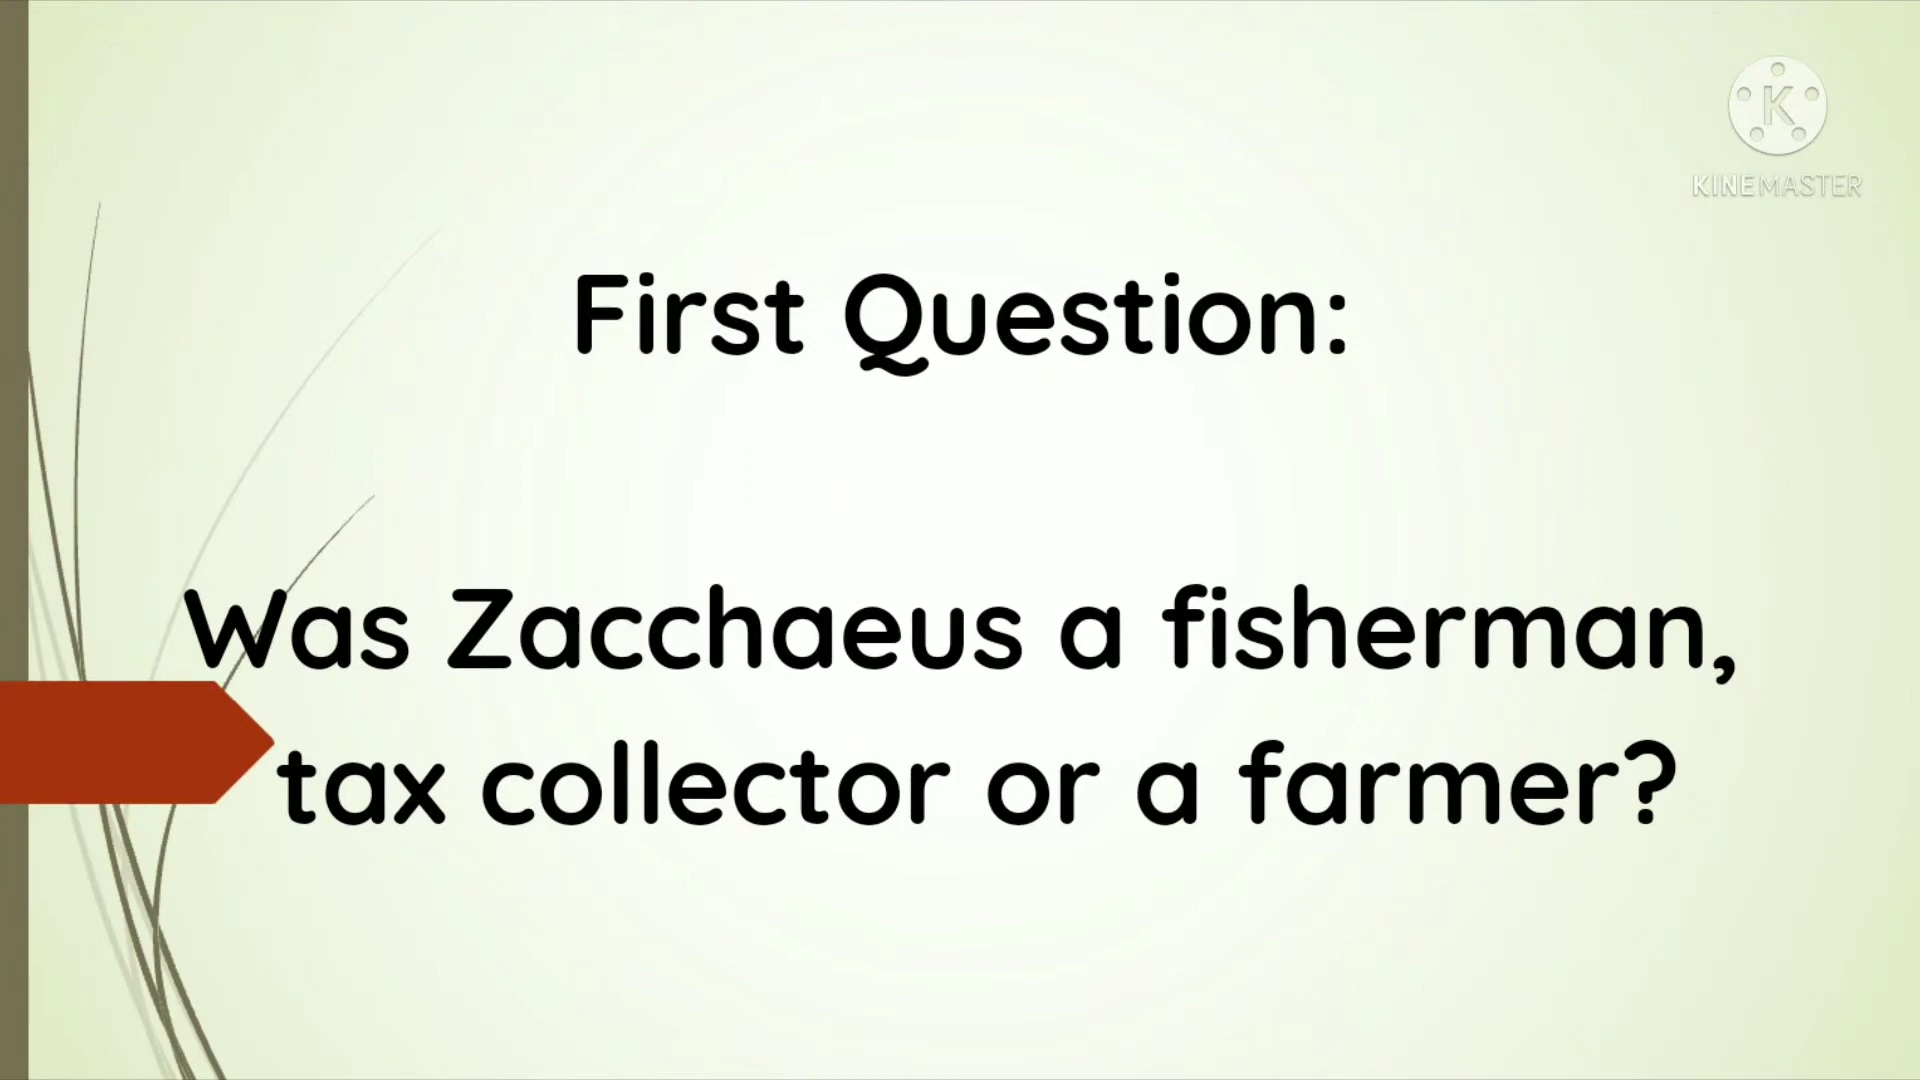 K
KINEMASTER
First Question:
Was Zacchaeus a fisherman,
tax collector or a farmer?